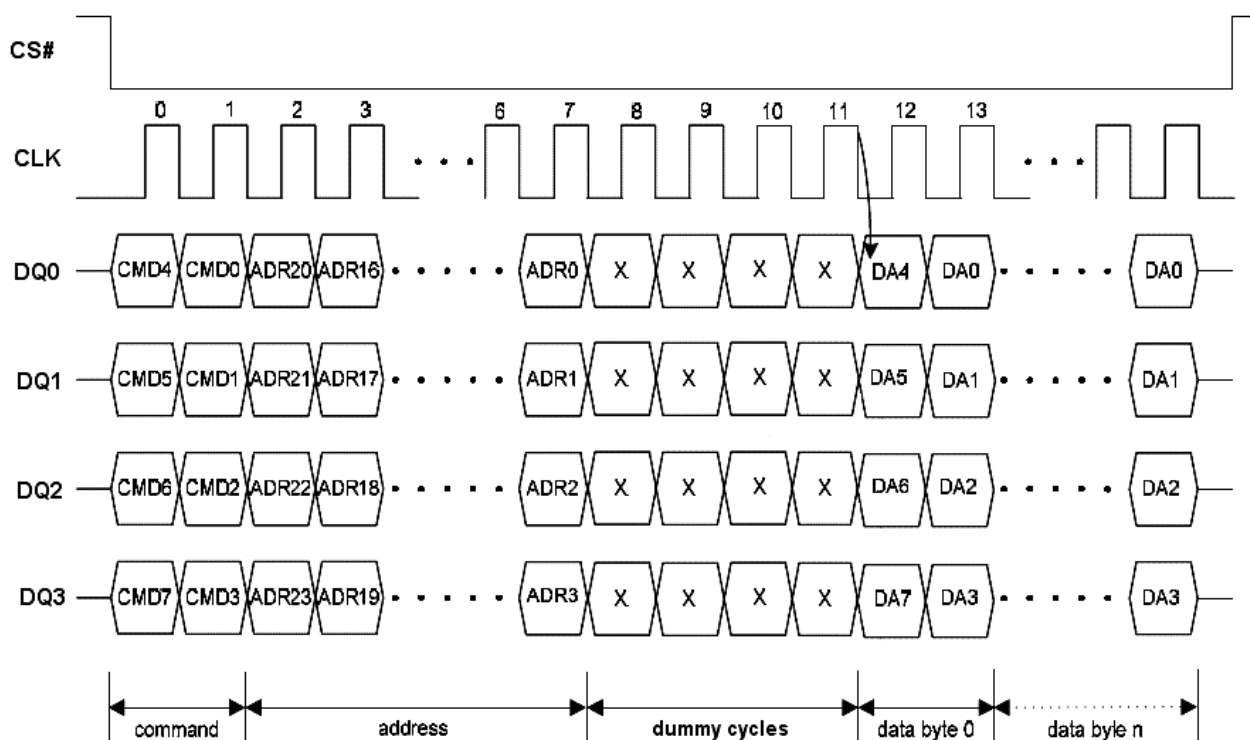 CS#
0 1 2 3 6 7 8 9 10 11 12 13
CLK
DQ0 CMD4 CMD0 ADR20 ADR16 ADR0 X X X X DA4 DA0 DA0
DQ1 CMD5 CMD1 ADR21 ADR17 ADR1 X X X X DA5 DA1 DA1
DQ2 CMD6 CMD2 ADR22 ADR18 ADR2 X X X X DA6 DA2 DA2
DQ3 CMD7 CMD3 ADR23 ADR19 ADR3 X X X X DA7 DA3 DA3
command address dummy cycles data byte 0 data byle n